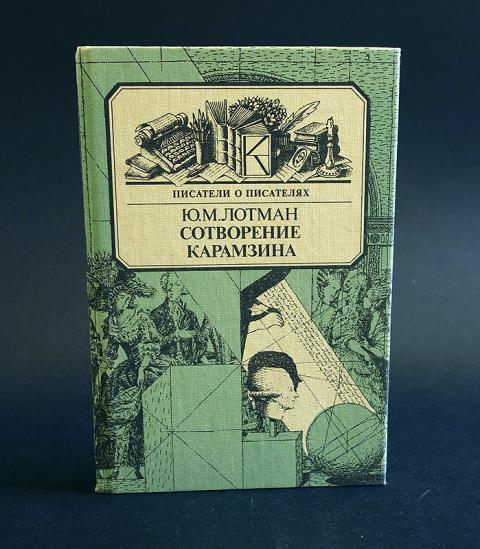 К
ПИСАТЕЛИ О ПИСАТЕЛЯХ
Ю.М.ЛОТМАН
СОТВОРЕНИЕ
КАРАМЗИНА